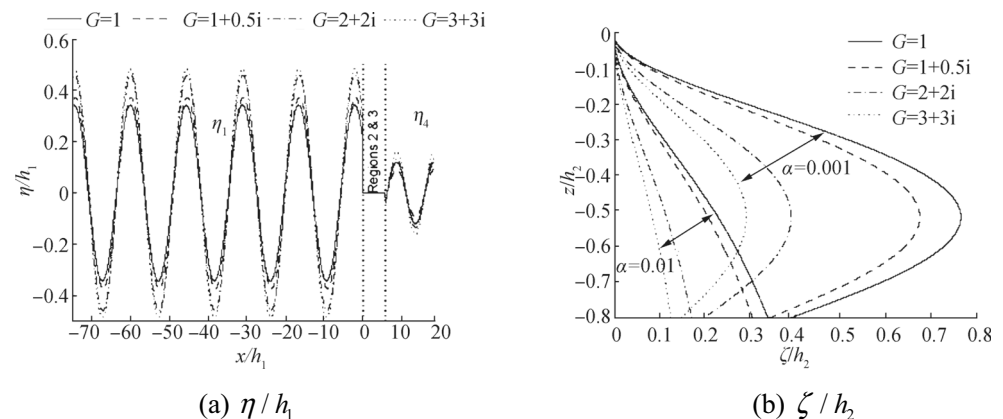 G=1 G=1+0.5i G=2+2i G=3+3i
0.6
0.4
0.2
0
−0.2
−0.4
η/h₁
η₁
Regions 2 & 3
η₄
−70 −60 −50 −40 −30 −20 −10 0 10 20
x/h₁
(a) η / h₁
0
−0.1
−0.2
−0.3
−0.4
−0.5
−0.6
−0.7
−0.8
z/h₂
G=1
G=1+0.5i
G=2+2i
G=3+3i
α=0.001
α=0.01
0 0.1 0.2 0.3 0.4 0.5 0.6 0.7 0.8
ζ/h₂
(b) ζ / h₂